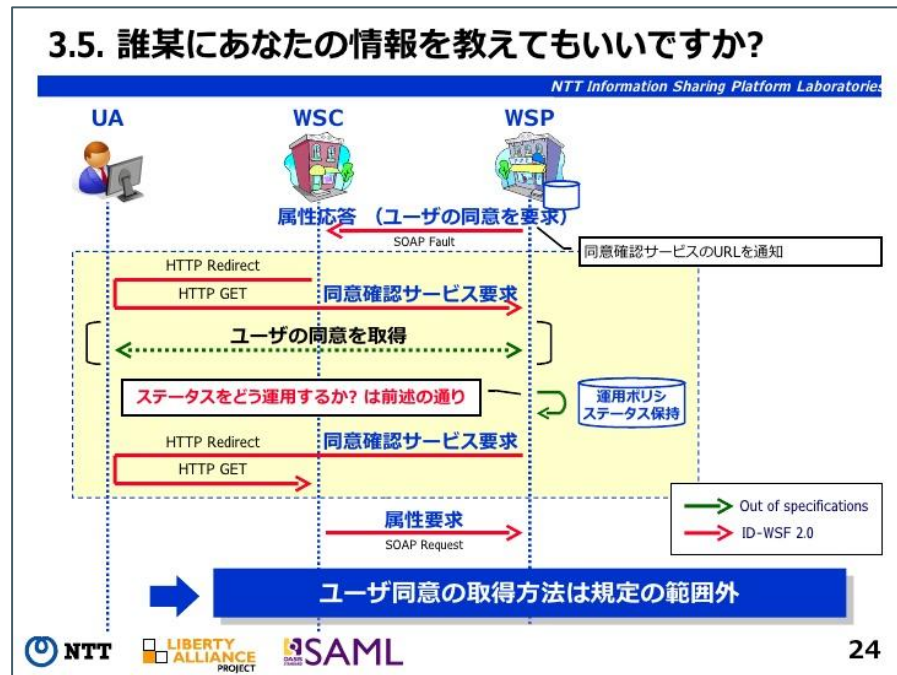 3.5. 誰某にあなたの情報を教えてもいいですか?
NTT Information Sharing Platform Laboratories
UA
WSC
WSP
属性応答 (ユーザの同意を要求)
SOAP Fault
同意確認サービスのURLを通知
HTTP Redirect
HTTP GET
同意確認サービス要求
ユーザの同意を取得
ステータスをどう運用するか? は前述の通り
運用ポリシ
ステータス保持
HTTP Redirect
同意確認サービス要求
HTTP GET
属性要求
SOAP Request
Out of specifications
ID-WSF 2.0
ユーザ同意の取得方法は規定の範囲外
NTT
LIBERTY
ALLIANCE
PROJECT
OASIS
SAML
24